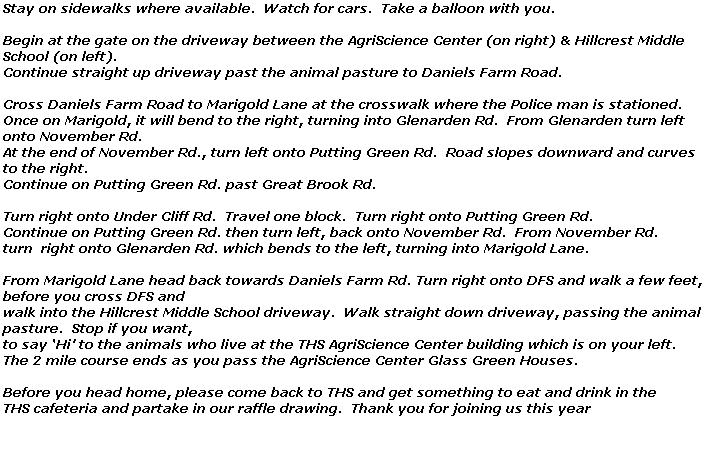 Stay on sidewalks where available.  Watch for cars.  Take a balloon with you.
Begin at the gate on the driveway between the AgriScience Center (on right) & Hillcrest Middle
School (on left).
Continue straight up driveway past the animal pasture to Daniels Farm Road.
Cross Daniels Farm Road to Marigold Lane at the crosswalk where the Police man is stationed.
Once on Marigold, it will bend to the right, turning into Glenarden Rd.  From Glenarden turn left
onto November Rd.
At the end of November Rd., turn left onto Putting Green Rd.  Road slopes downward and curves
to the right.
Continue on Putting Green Rd. past Great Brook Rd.
Turn right onto Under Cliff Rd.  Travel one block.  Turn right onto Putting Green Rd.
Continue on Putting Green Rd. then turn left, back onto November Rd.  From November Rd.
turn  right onto Glenarden Rd. which bends to the left, turning into Marigold Lane.
From Marigold Lane head back towards Daniels Farm Rd. Turn right onto DFS and walk a few feet,
before you cross DFS and
walk into the Hillcrest Middle School driveway.  Walk straight down driveway, passing the animal
pasture.  Stop if you want,
to say 'Hi' to the animals who live at the THS AgriScience Center building which is on your left.
The 2 mile course ends as you pass the AgriScience Center Glass Green Houses.
Before you head home, please come back to THS and get something to eat and drink in the
THS cafeteria and partake in our raffle drawing.  Thank you for joining us this year